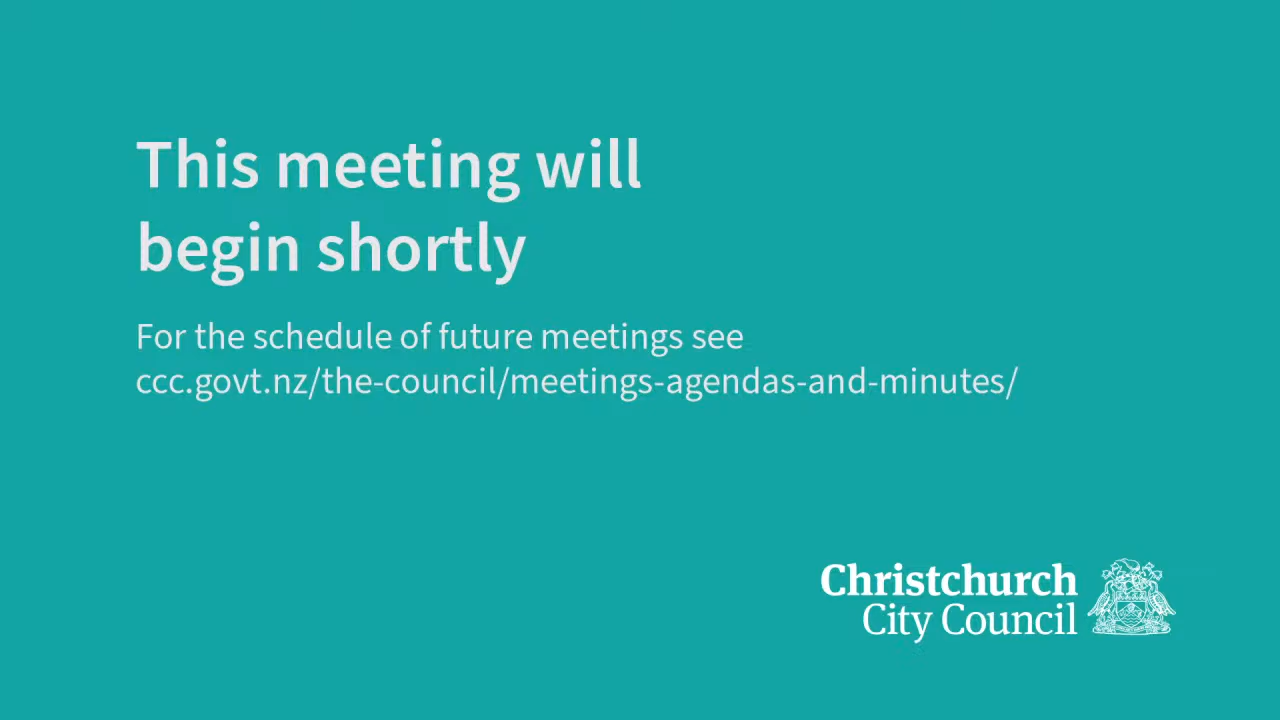 This meeting will
begin shortly
For the schedule of future meetings see
ccc.govt.nz/the-council/meetings-agendas-and-minutes/
Christchurch
City Council